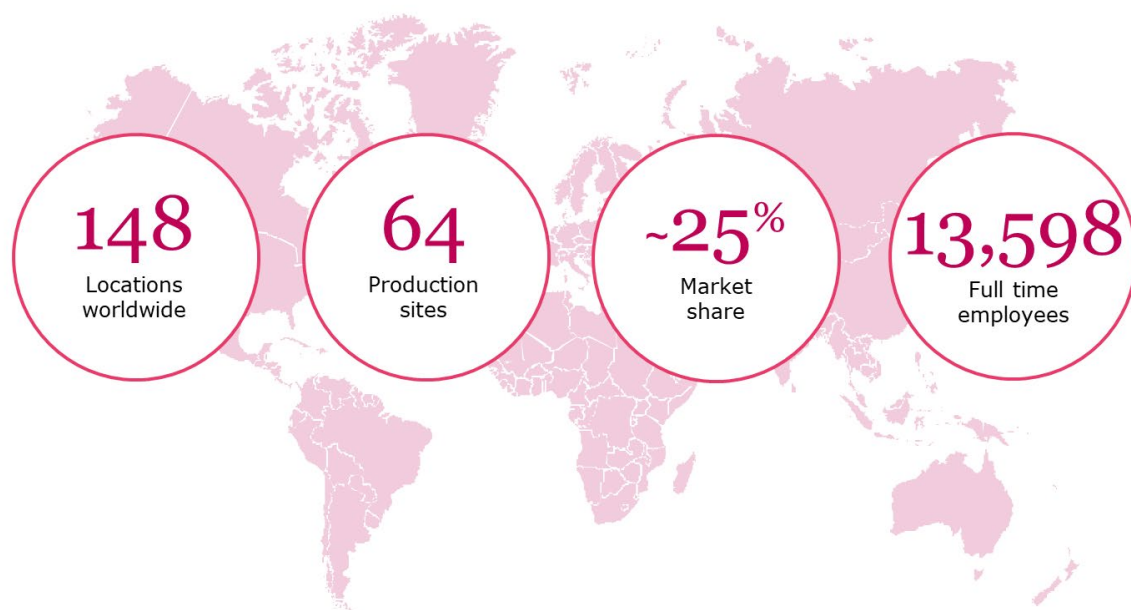 148
Locations
worldwide
64
Production
sites
~25%
Market
share
13,598
Full time
employees